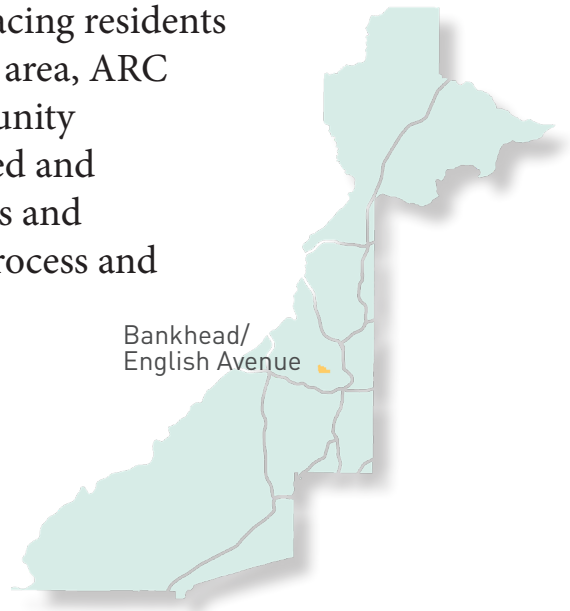 acing residents
area, ARC
unity
ed and
s and
rocess and
Bankhead/
English Avenue